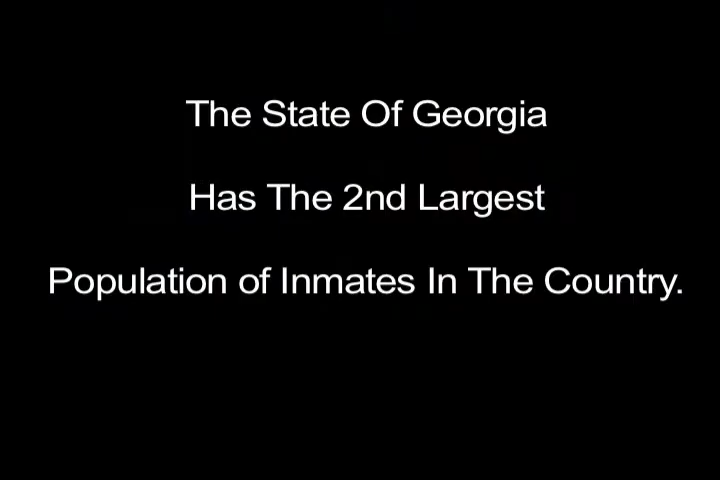 The State Of Georgia
Has The 2nd Largest
Population of Inmates In The Country.